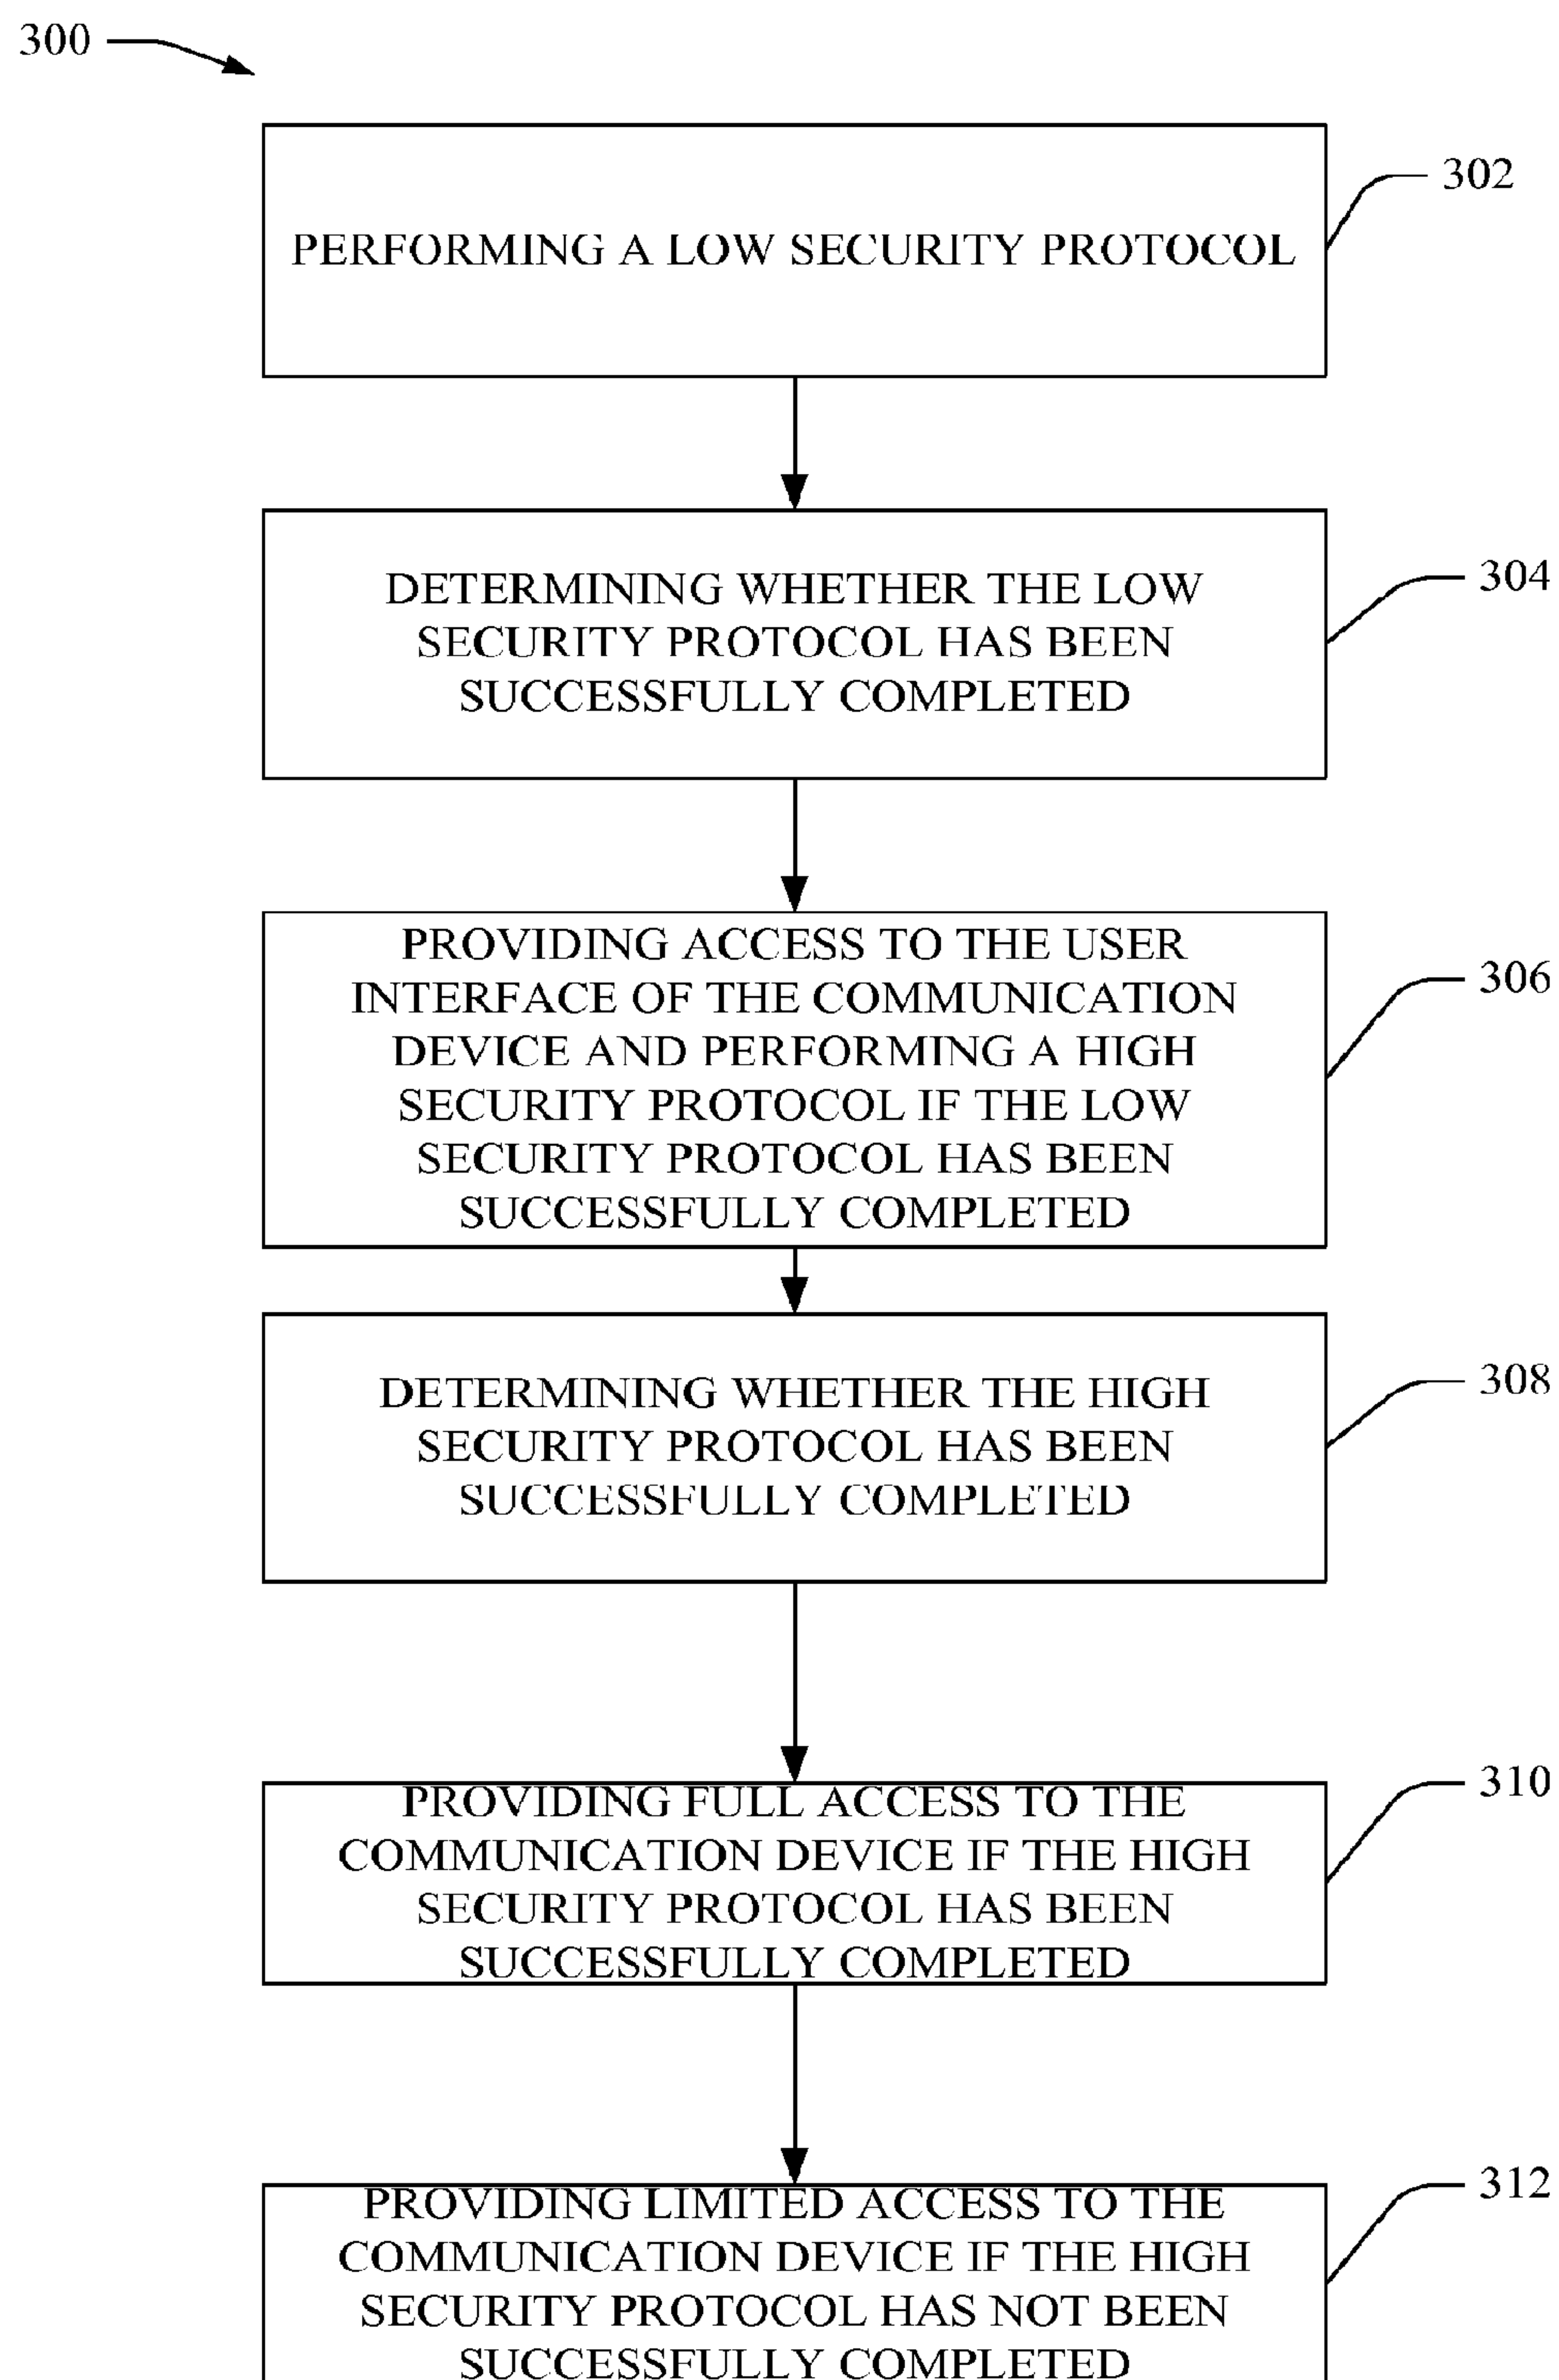 300
302
PERFORMING A LOW SECURITY PROTOCOL
304
DETERMINING WHETHER THE LOW
SECURITY PROTOCOL HAS BEEN
SUCCESSFULLY COMPLETED
306
PROVIDING ACCESS TO THE USER
INTERFACE OF THE COMMUNICATION
DEVICE AND PERFORMING A HIGH
SECURITY PROTOCOL IF THE LOW
SECURITY PROTOCOL HAS BEEN
SUCCESSFULLY COMPLETED
308
DETERMINING WHETHER THE HIGH
SECURITY PROTOCOL HAS BEEN
SUCCESSFULLY COMPLETED
310
PROVIDING FULL ACCESS TO THE
COMMUNICATION DEVICE IF THE HIGH
SECURITY PROTOCOL HAS BEEN
SUCCESSFULLY COMPLETED
312
PROVIDING LIMITED ACCESS TO THE
COMMUNICATION DEVICE IF THE HIGH
SECURITY PROTOCOL HAS NOT BEEN
SUCCESSFULLY COMPLETED